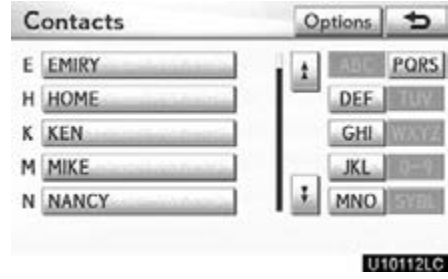 Contacts Options
E EMIRY ABC PQRS
H HOME DEF TUV
K KEN GHI WXYZ
M MIKE JKL 0-9
N NANCY MNO SYBL
U10112LC